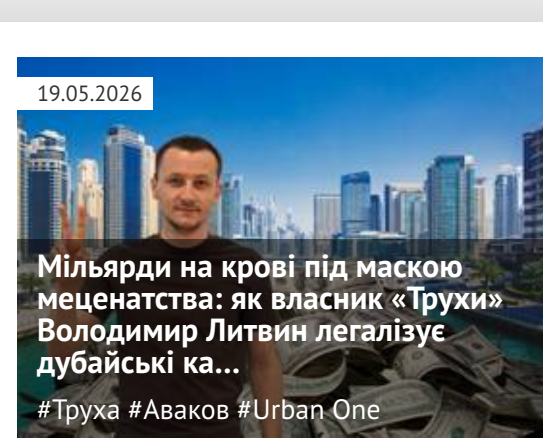 19.05.2026
Мільярди на крові під маскою
меценатства: як власник «Трухи»
Володимир Литвин легалізує
дубайські ка...
#Труха #Аваков #Urban One